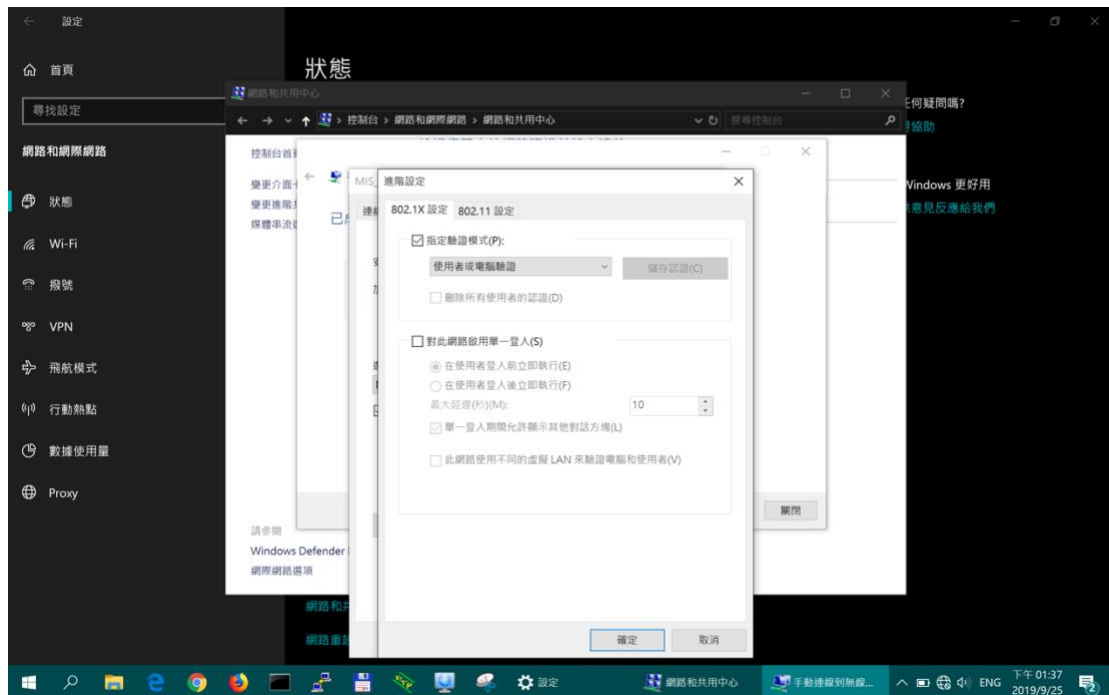 設定
首頁
尋找設定
網路和網際網路
狀態
Wi-Fi
撥號
VPN
飛航模式
行動熱點
數據使用量
Proxy
狀態
網路和共用中心
控制台 › 網路和網際網路 › 網路和共用中心
搜尋控制台
控制台首頁
變更介面卡
變更進階
媒體串流
請參閱
Windows Defender
網際網路選項
MIS_
進階設定
802.1X 設定
802.11 設定
指定驗證模式(P):
使用者或電腦驗證
儲存認證(C)
刪除所有使用者的認證(D)
對此網路啟用單一登入(S)
在使用者登入前立即執行(E)
在使用者登入後立即執行(F)
最大延遲(秒)(M):
10
單一登入期間允許顯示其他對話方塊(L)
此網路使用不同的虛擬 LAN 來驗證電腦和使用者(V)
確定
取消
關閉
任何疑問嗎?
協助
Windows 更好用
意見反應給我們
網路和共
網路重設
設定
網路和共用中心
手動連線到無線...
ENG
下午 01:37
2019/9/25